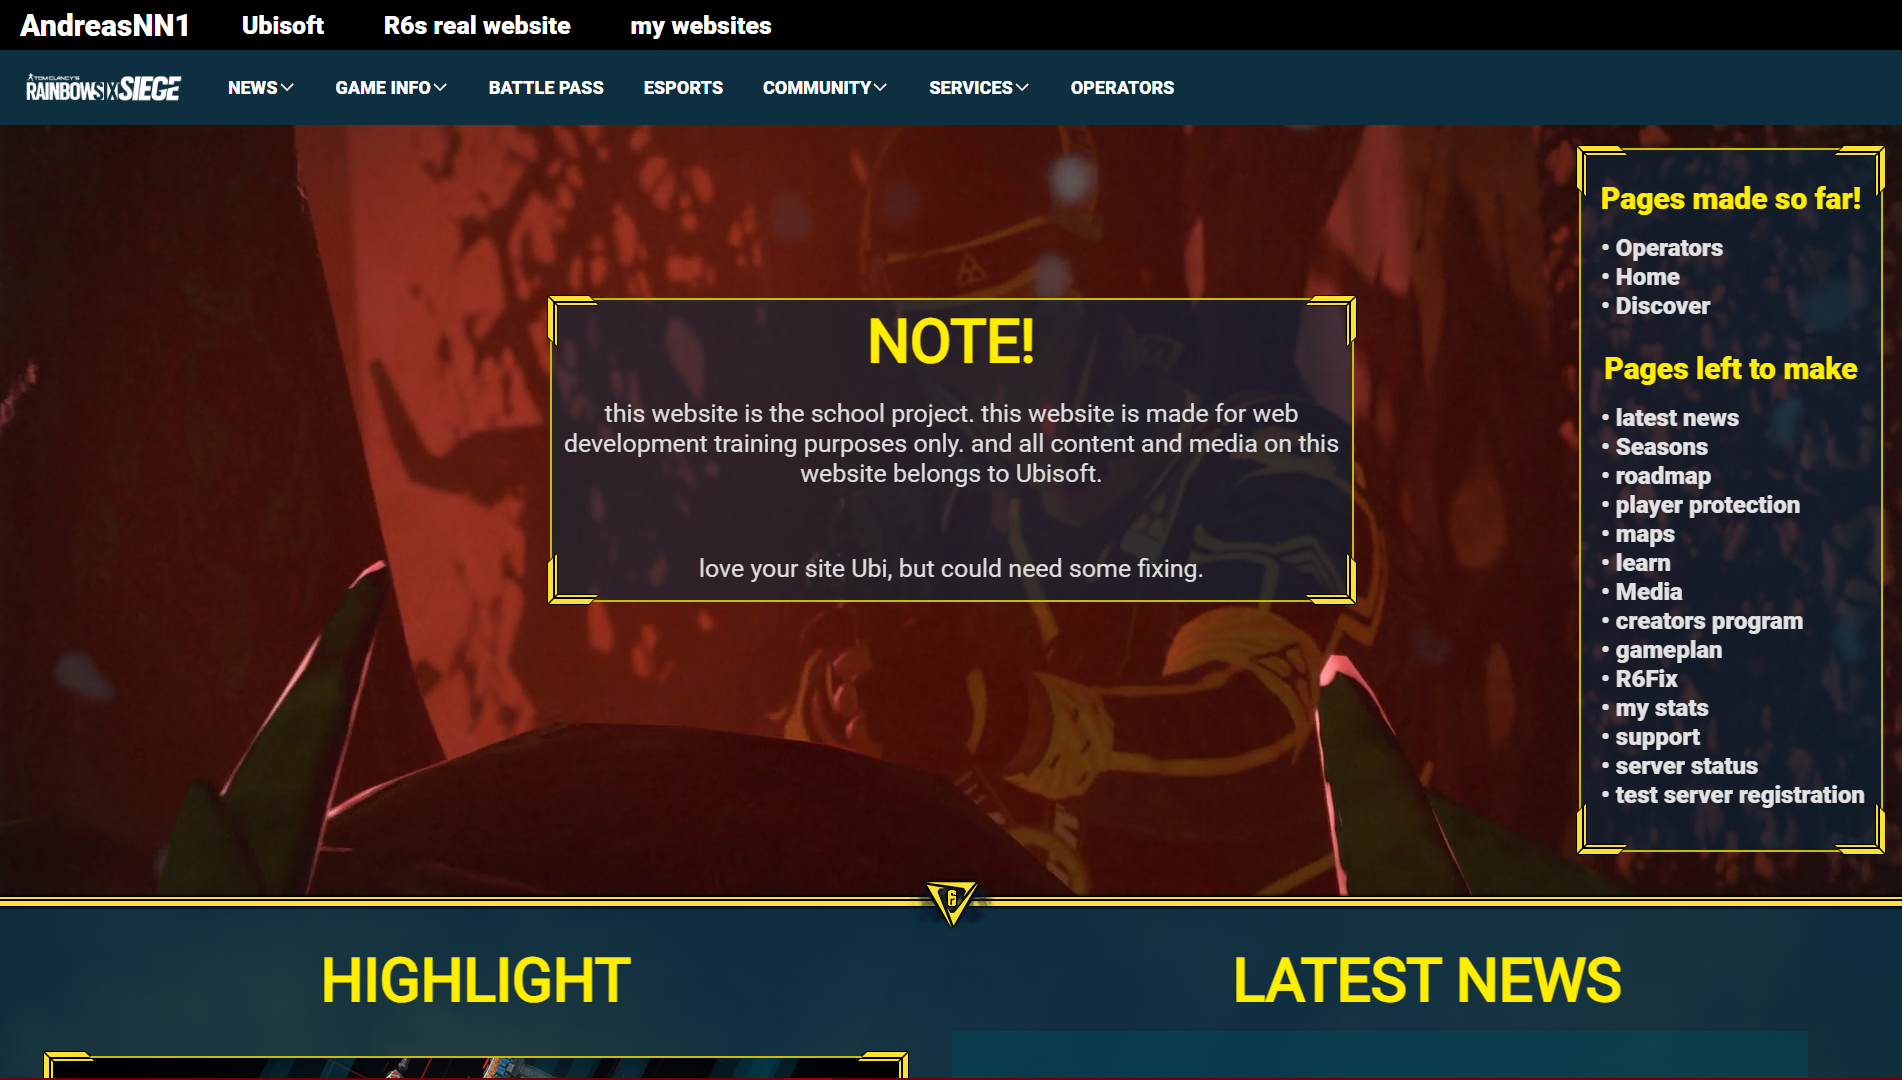 AndreasNN1 Ubisoft R6s real website my websites
TOM CLANCY'S
RAINBOWSIX SIEGE
NEWS GAME INFO BATTLE PASS ESPORTS COMMUNITY SERVICES OPERATORS
NOTE!
this website is the school project. this website is made for web
development training purposes only. and all content and media on this
website belongs to Ubisoft.
love your site Ubi, but could need some fixing.
Pages made so far!
• Operators
• Home
• Discover
Pages left to make
• latest news
• Seasons
• roadmap
• player protection
• maps
• learn
• Media
• creators program
• gameplan
• R6Fix
• my stats
• support
• server status
• test server registration
6
HIGHLIGHT
LATEST NEWS